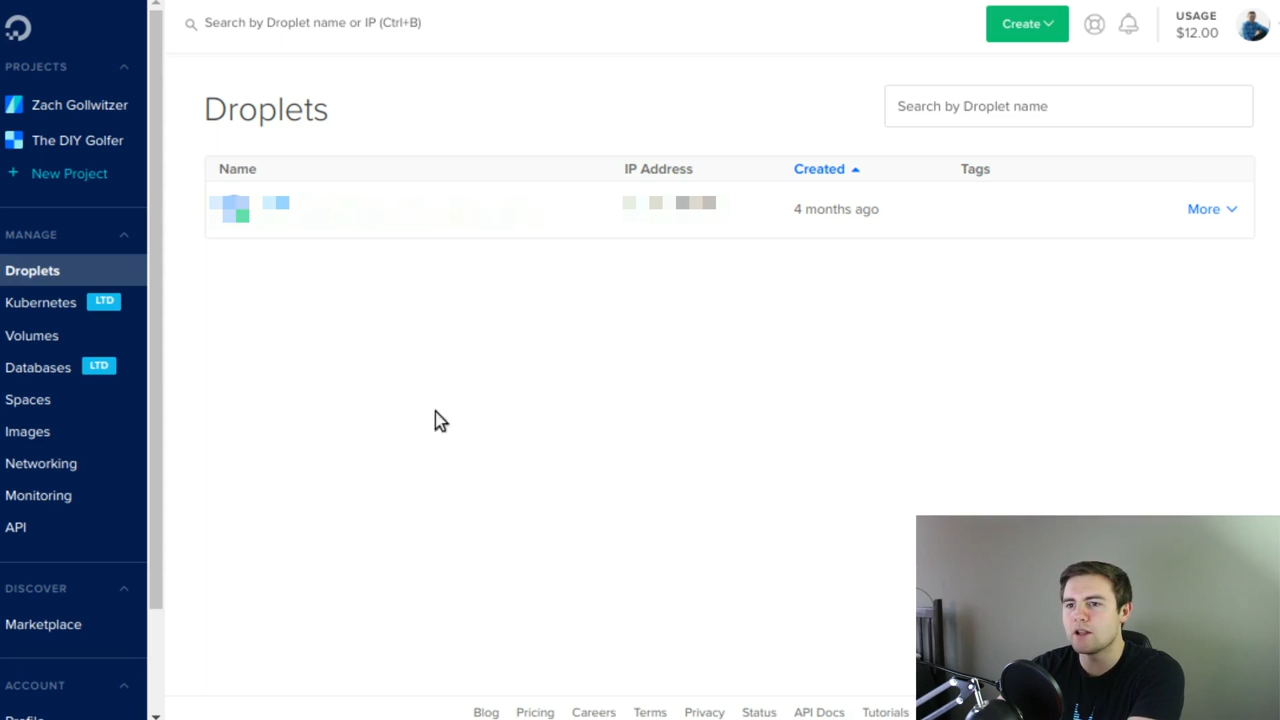 Search by Droplet name or IP (Ctrl+B)
Create
USAGE
$12.00
PROJECTS
Zach Gollwitzer
The DIY Golfer
+ New Project
MANAGE
Droplets
Kubernetes LTD
Volumes
Databases LTD
Spaces
Images
Networking
Monitoring
API
DISCOVER
Marketplace
ACCOUNT
Profile
Droplets
Search by Droplet name
Name IP Address Created Tags
4 months ago More
Blog Pricing Careers Terms Privacy Status API Docs Tutorials